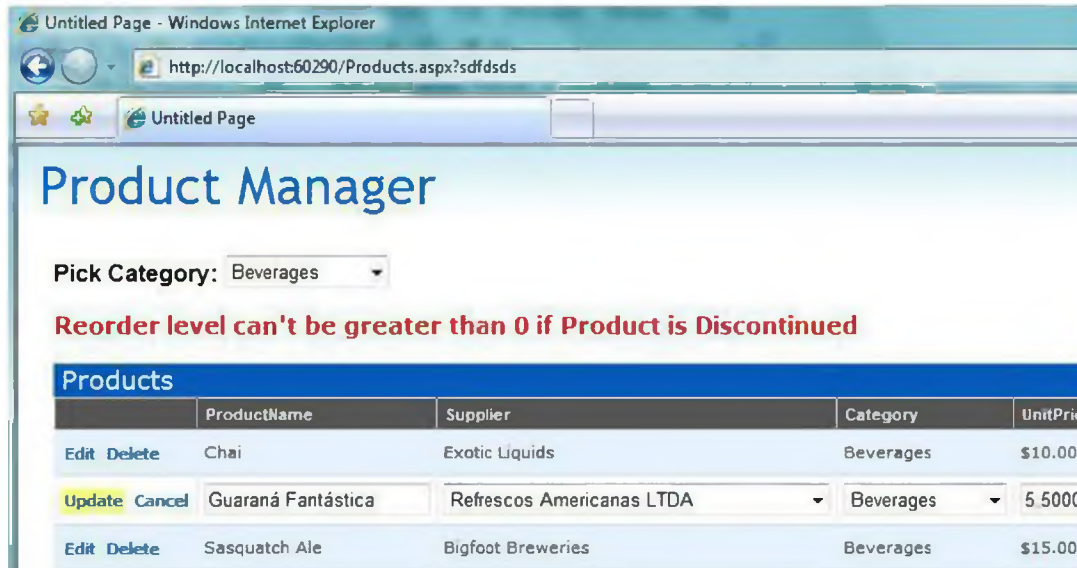 Untitled Page - Windows Internet Explorer
http://localhost:60290/Products.aspx?sdfdsds
Untitled Page
Product Manager
Pick Category: Beverages
Reorder level can't be greater than 0 if Product is Discontinued
Products
ProductName Supplier Category UnitPri
Edit Delete Chai Exotic Liquids Beverages $10.00
Update Cancel Guaraná Fantástica Refrescos Americanas LTDA Beverages 5.5000
Edit Delete Sasquatch Ale Bigfoot Breweries Beverages $15.00